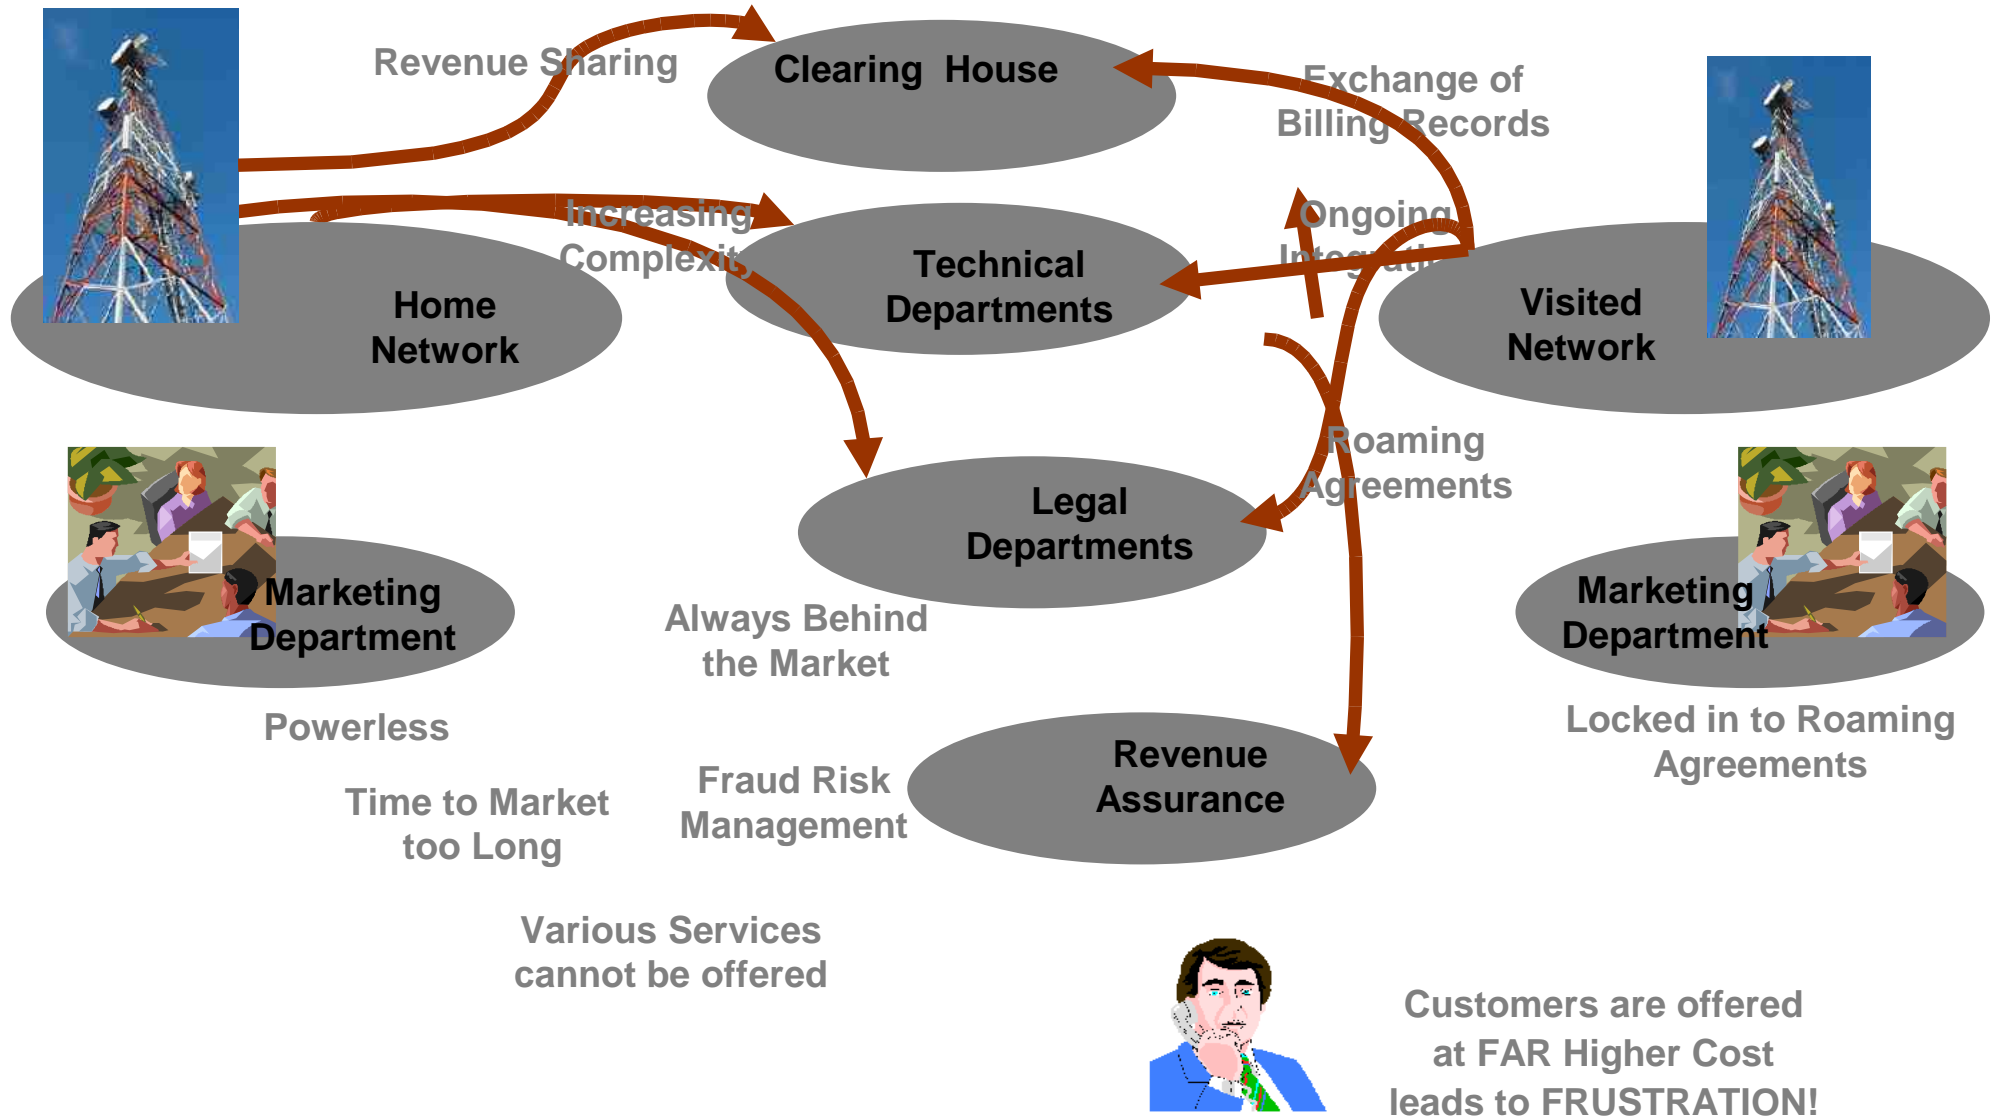 Revenue Sharing
Clearing House
Exchange of
Billing Records
Increasing
Complexity
Technical
Departments
Ongoing
Home
Network
Visited
Network
Roaming
Agreements
Legal
Departments
Marketing
Department
Marketing
Department
Always Behind
the Market
Powerless
Locked in to Roaming
Agreements
Time to Market
too Long
Fraud Risk
Management
Revenue
Assurance
Various Services
cannot be offered
Customers are offered
at FAR Higher Cost
leads to FRUSTRATION!